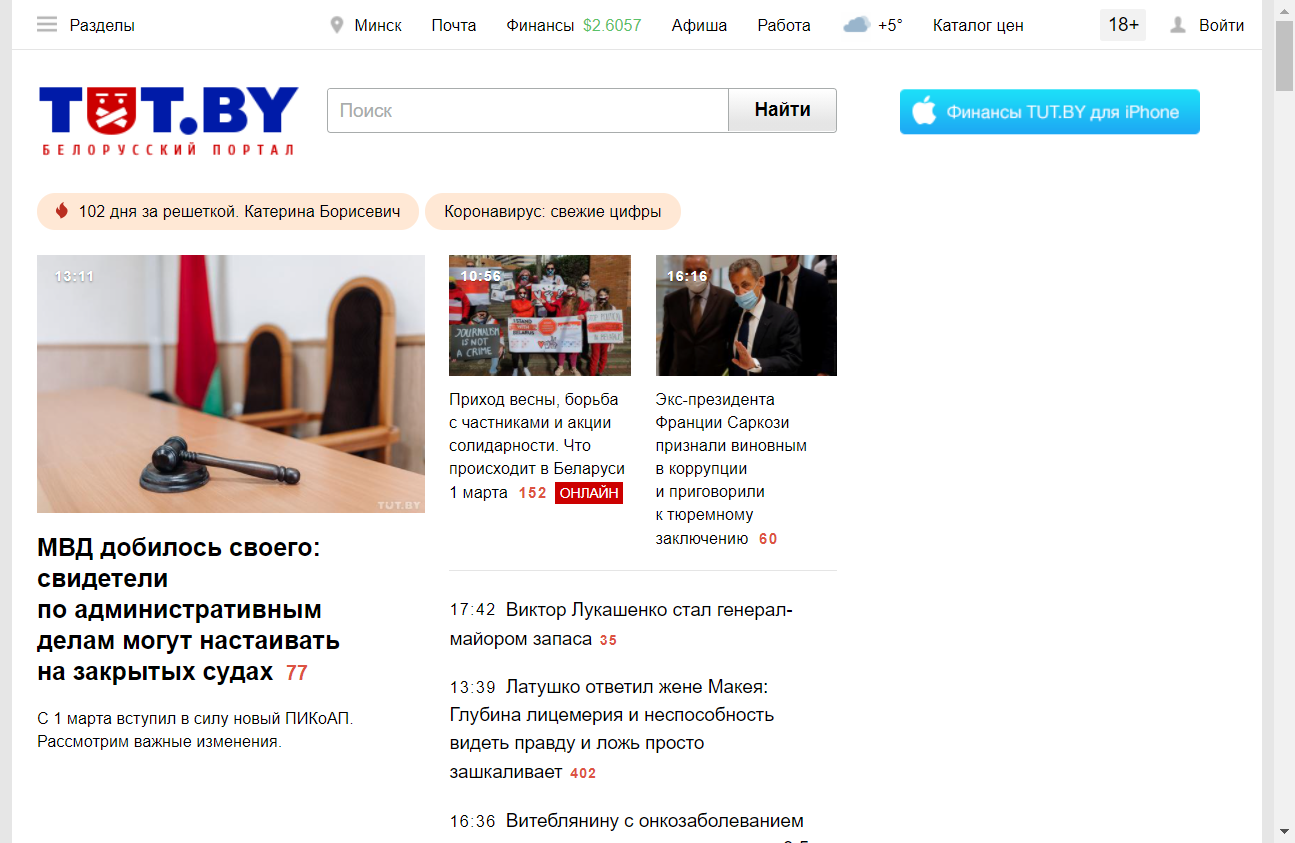 Разделы
Минск
Почта
Финансы $2.6057
Афиша
Работа
+5°
Каталог цен
18+
Войти
TUT.BY
БЕЛОРУССКИЙ ПОРТАЛ
Поиск
Найти
Финансы TUT.BY для iPhone
102 дня за решеткой. Катерина Борисевич
Коронавирус: свежие цифры
13:11
TUT.BY
МВД добилось своего:
свидетели
по административным
делам могут настаивать
на закрытых судах 77
С 1 марта вступил в силу новый ПИКоАП.
Рассмотрим важные изменения.
10:56
JOURNALISM
IS NOT
A CRIME
Приход весны, борьба
с частниками и акции
солидарности. Что
происходит в Беларуси
1 марта 152 ОНЛАЙН
16:16
Экс-президента
Франции Саркози
признали виновным
в коррупции
и приговорили
к тюремному
заключению 60
17:42 Виктор Лукашенко стал генерал-
майором запаса 35
13:39 Латушко ответил жене Макея:
Глубина лицемерия и неспособность
видеть правду и ложь просто
зашкаливает 402
16:36 Витеблянину с онкозаболеванием